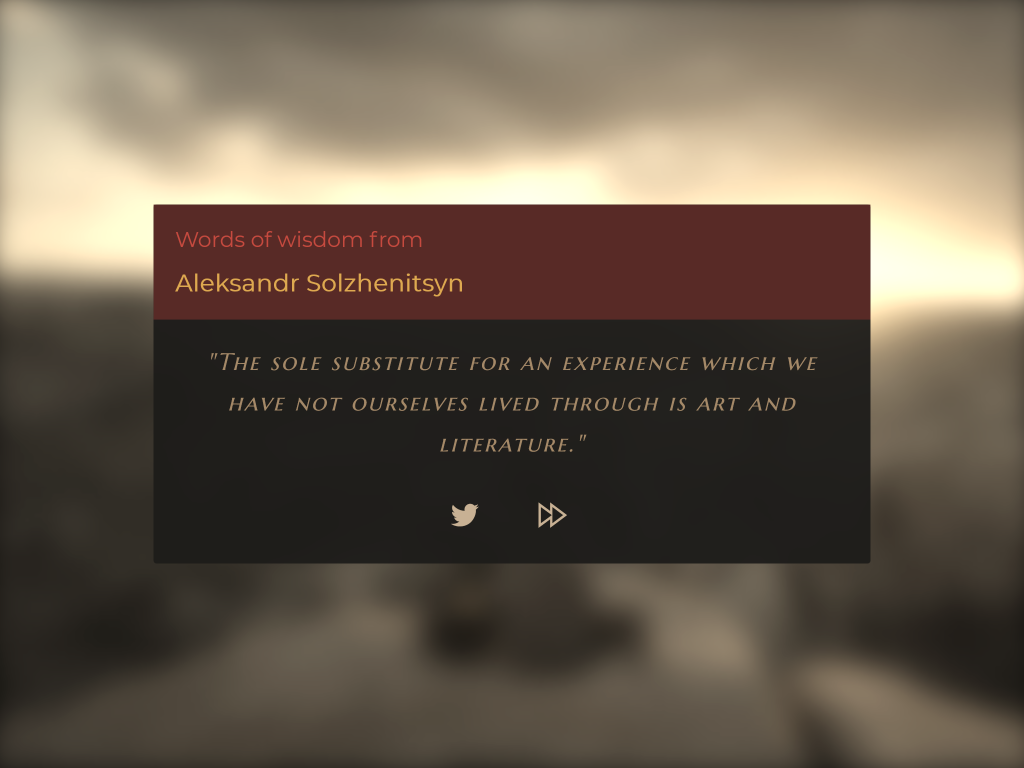 Words of wisdom from
Aleksandr Solzhenitsyn
"The sole substitute for an experience which we
have not ourselves lived through is art and
literature."